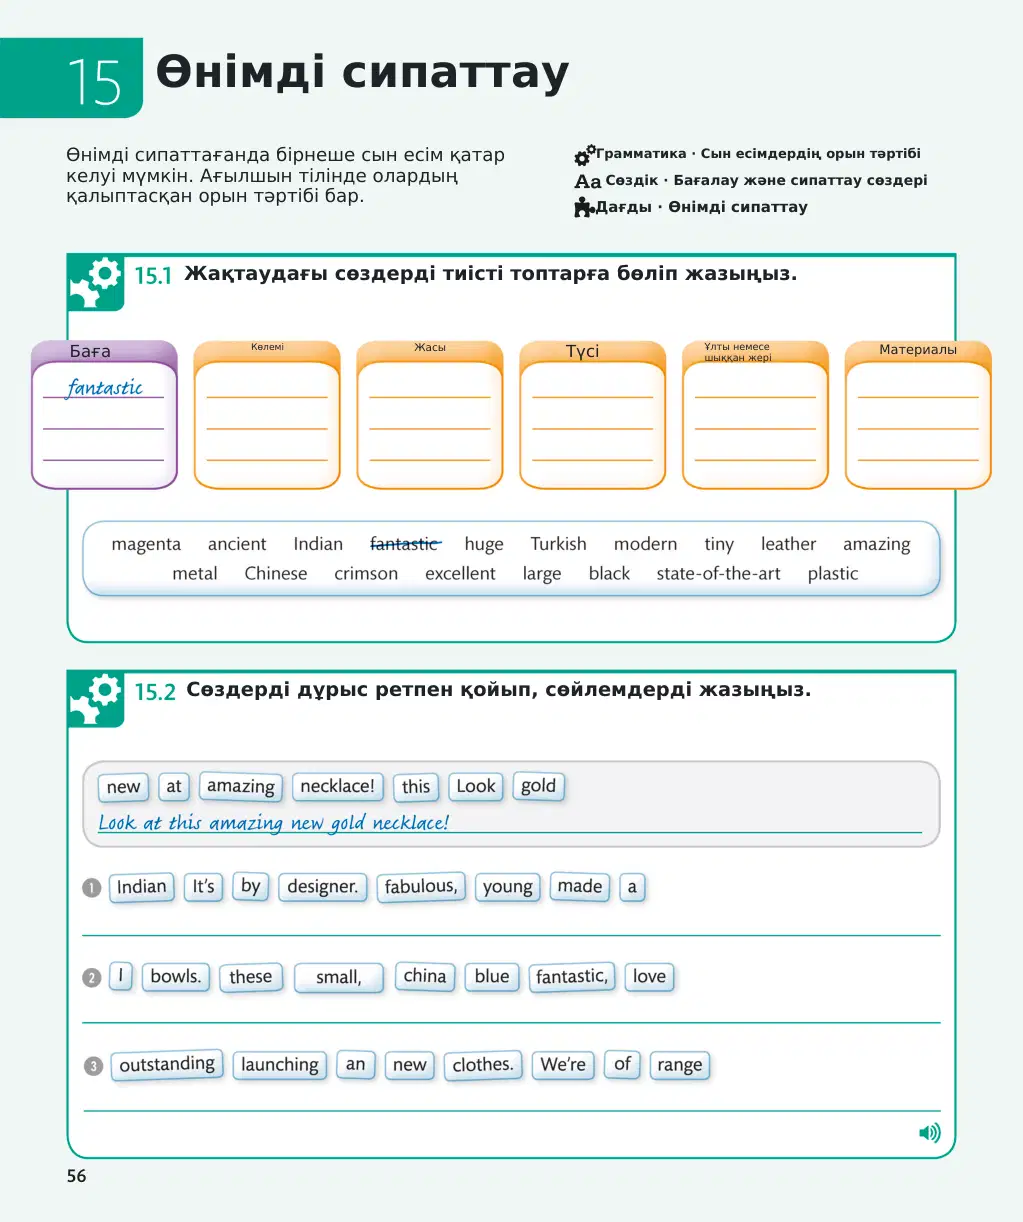 15
Өнімді сипаттау
Өнімді сипаттағанда бірнеше сын есім қатар
келуі мүмкін. Ағылшын тілінде олардың
қалыптасқан орын тәртібі бар.
Грамматика · Сын есімдердің орын тәртібі
Aa Сөздік · Бағалау және сипаттау сөздері
Дағды · Өнімді сипаттау
15.1 Жақтаудағы сөздерді тиісті топтарға бөліп жазыңыз.
Баға
fantastic
Көлемі
Жасы
Түсі
Ұлты немесе
шыққан жері
Материалы
magenta ancient Indian fantastic huge Turkish modern tiny leather amazing
metal Chinese crimson excellent large black state-of-the-art plastic
15.2 Сөздерді дұрыс ретпен қойып, сөйлемдерді жазыңыз.
new at amazing necklace! this Look gold
Look at this amazing new gold necklace!
1 Indian It's by designer. fabulous, young made a
2 I bowls. these small, china blue fantastic, love
3 outstanding launching an new clothes. We're of range
56